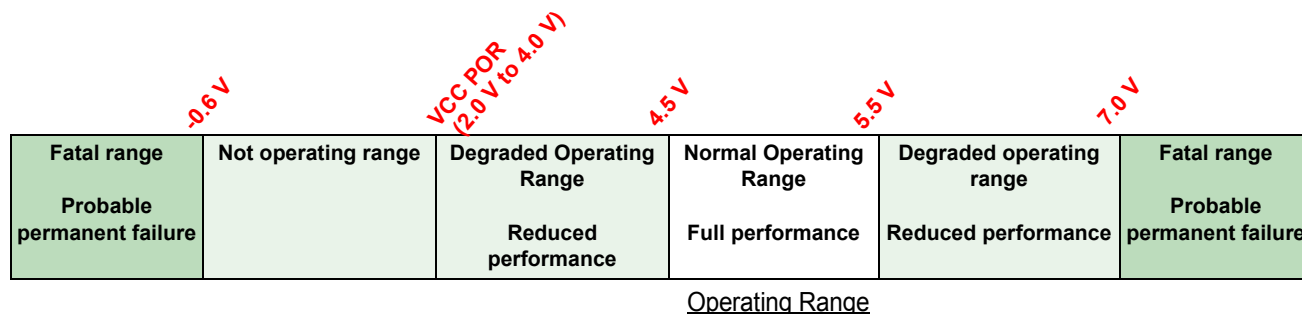 -0.6 V
VCC POR
(2.0 V to 4.0 V)
4.5 V
5.5 V
7.0 V
Fatal range
Probable
permanent failure
Not operating range
Degraded Operating
Range
Reduced
performance
Normal Operating
Range
Full performance
Degraded operating
range
Reduced performance
Fatal range
Probable
permanent failure
Operating Range